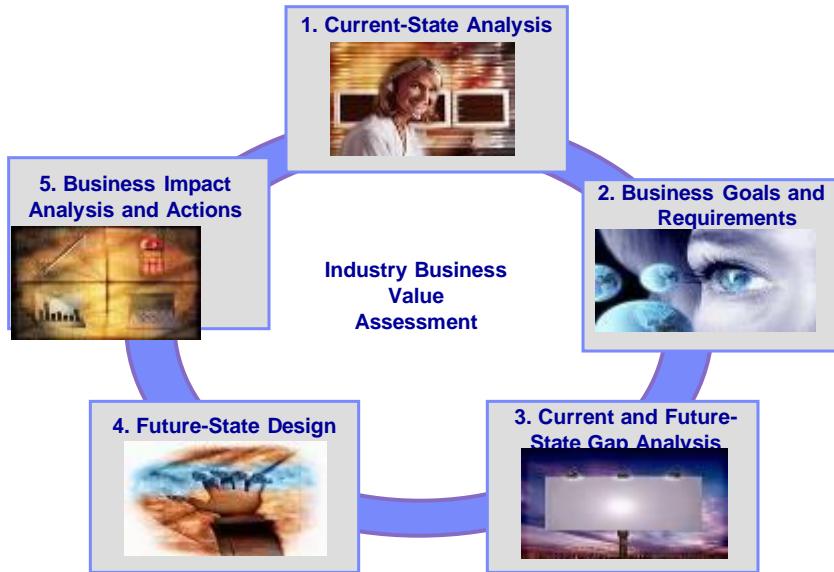 1. Current-State Analysis
2. Business Goals and
Requirements
3. Current and Future-
State Gap Analysis
4. Future-State Design
5. Business Impact
Analysis and Actions
Industry Business
Value
Assessment